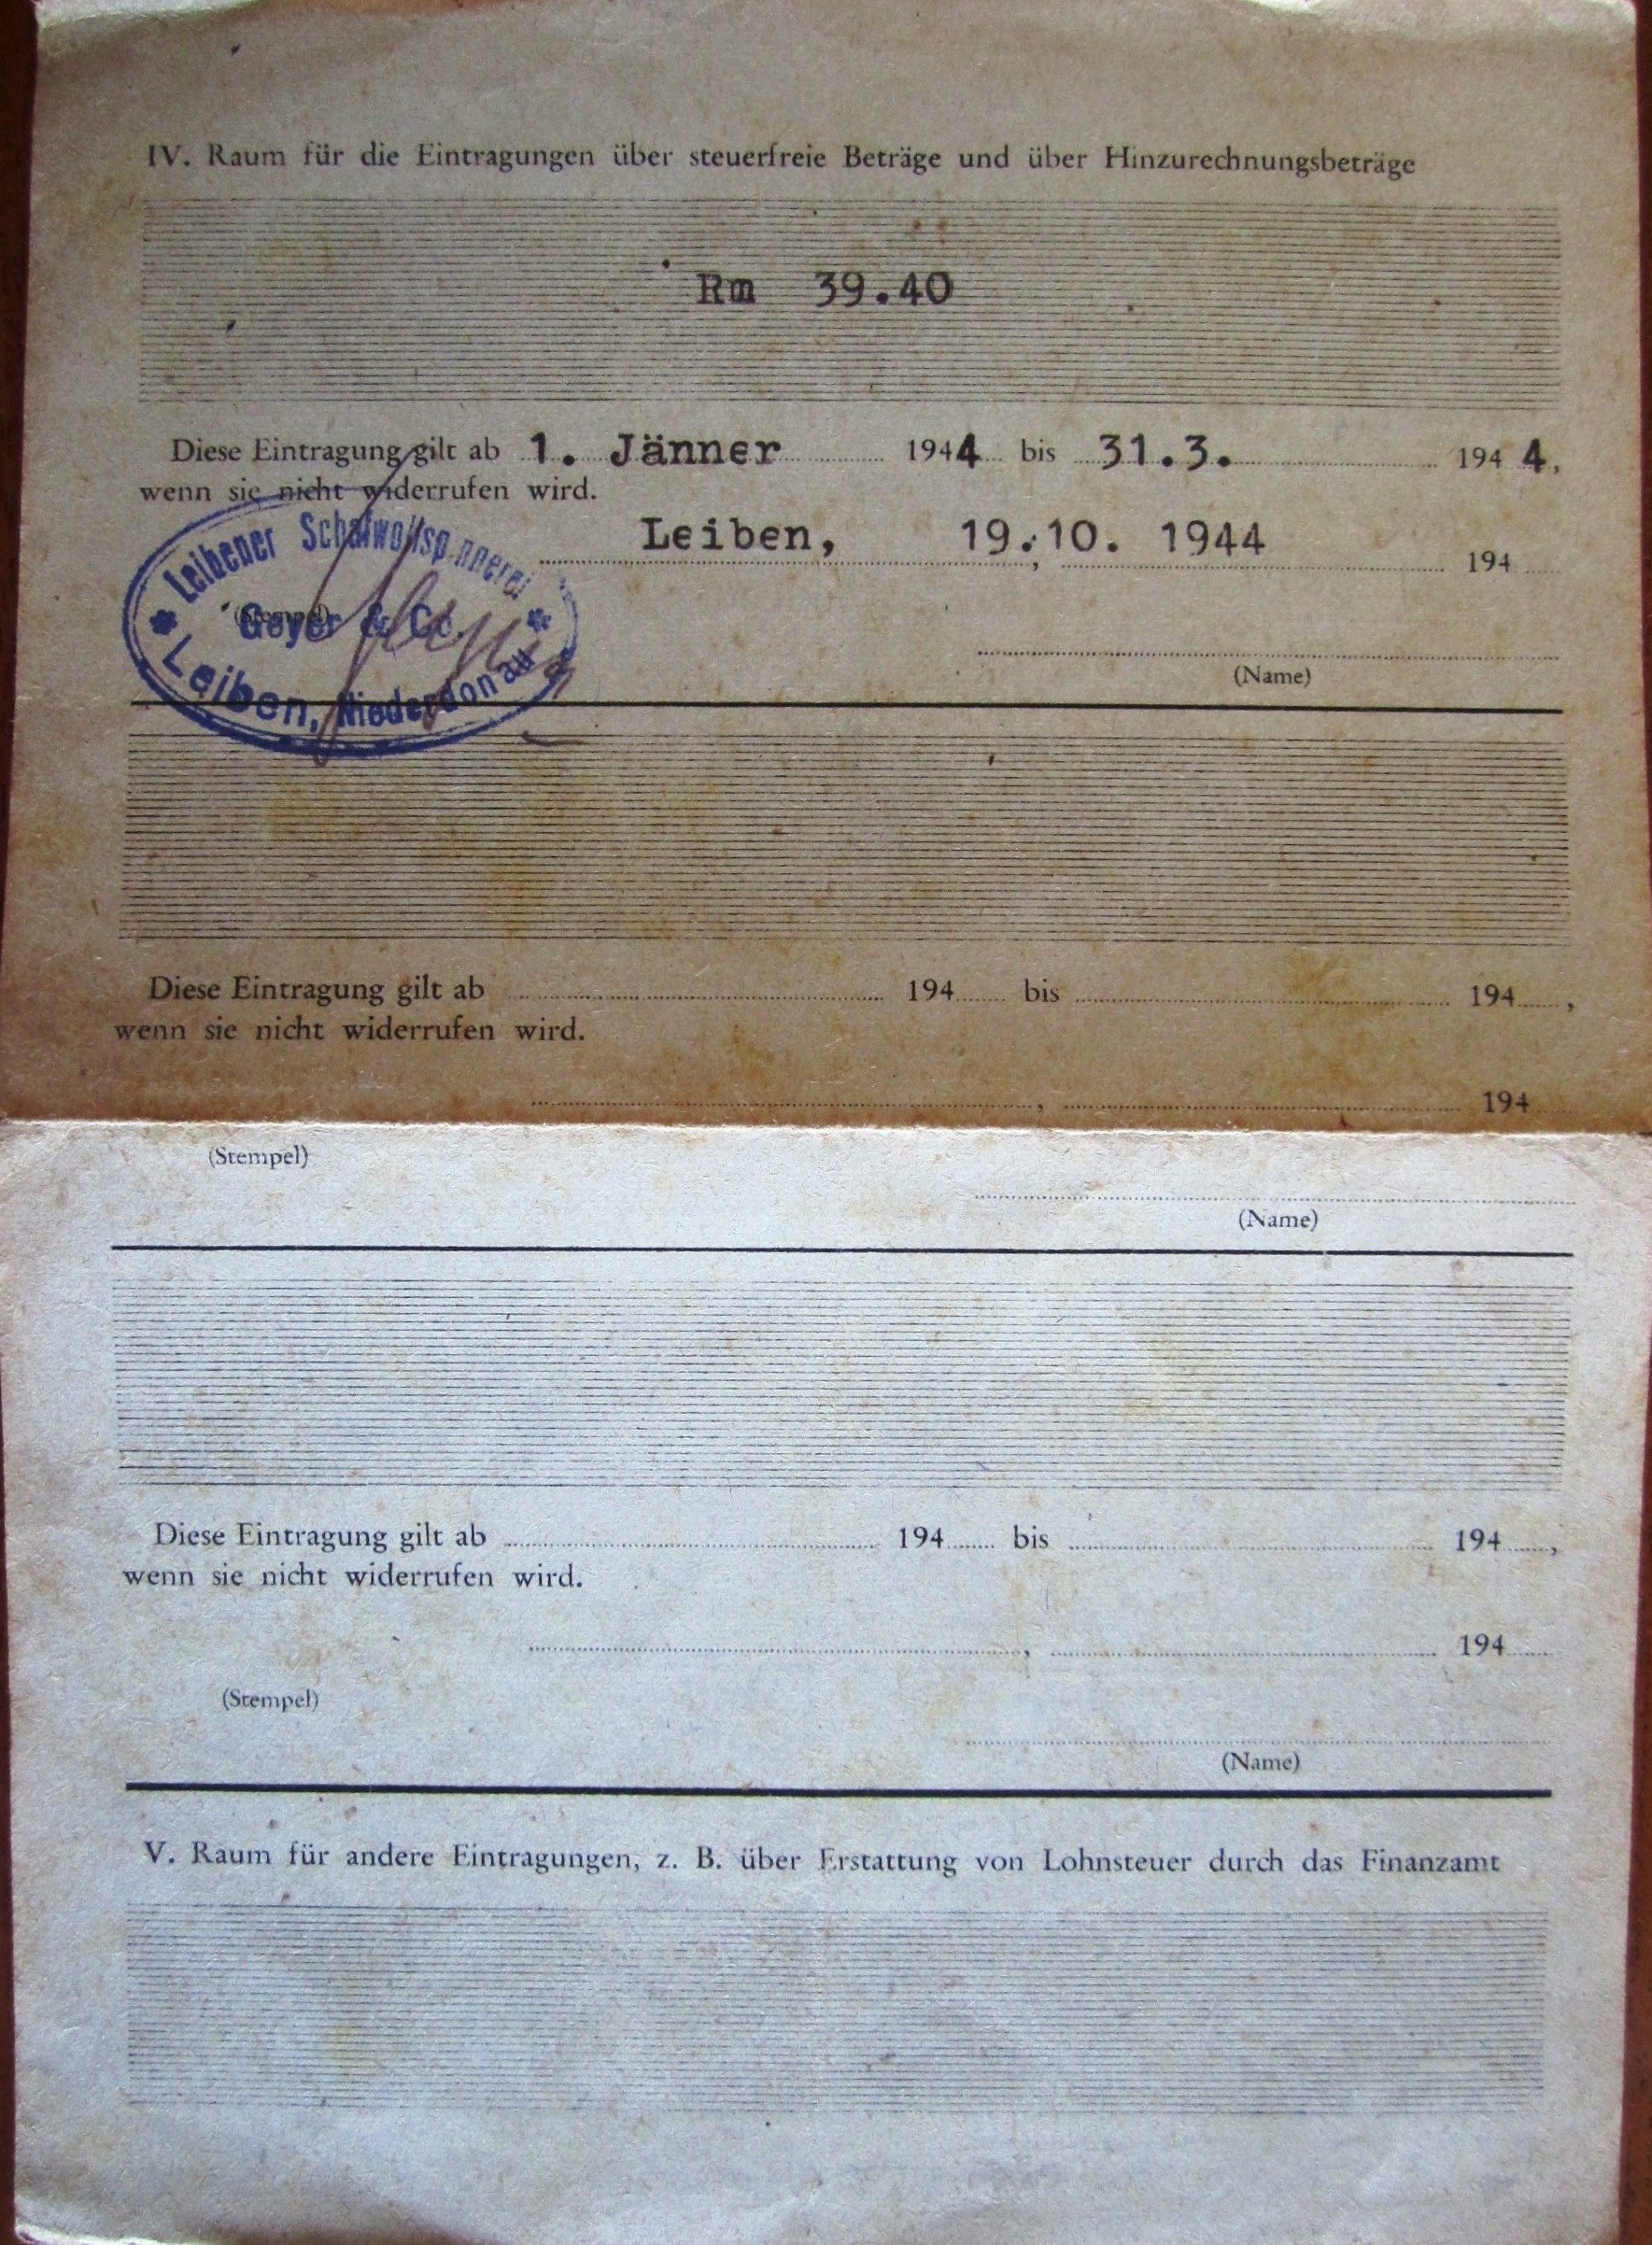 IV. Raum für die Eintragungen über steuerfreie Beträge und über Hinzurechnungsbeträge
Rm 39.40
Diese Eintragung gilt ab 1. Jänner 1944 bis 31.3. 194 4,
wenn sie nicht widerrufen wird.
Leiben, 19.10. 1944 194
Leibener Schafwollspinnerei
(Stempel)
Geyer & Co.
Leiben, Niederdonau
(Name)
Diese Eintragung gilt ab 194 bis 194 ,
wenn sie nicht widerrufen wird.
, 194
(Stempel)
(Name)
Diese Eintragung gilt ab 194 bis 194 ,
wenn sie nicht widerrufen wird.
, 194
(Stempel)
(Name)
V. Raum für andere Eintragungen, z. B. über Erstattung von Lohnsteuer durch das Finanzamt